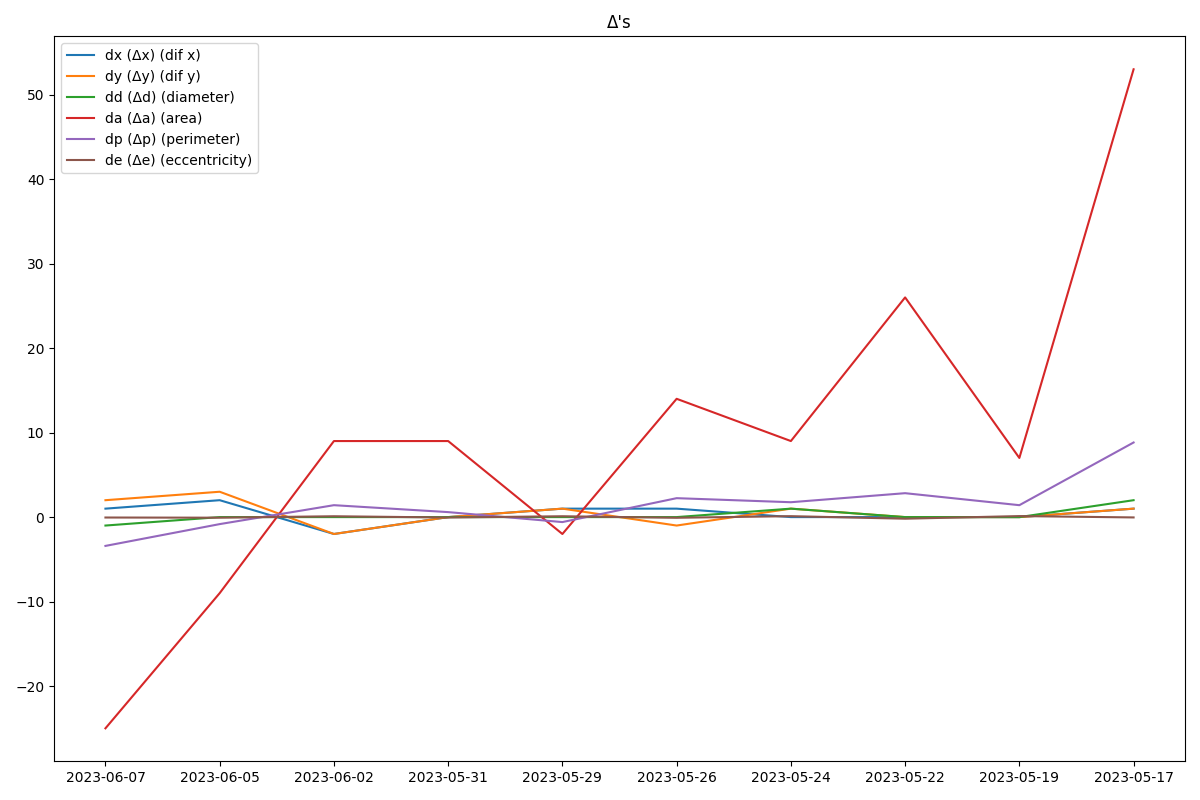 Δ's
dx (Δx) (dif x)
dy (Δy) (dif y)
dd (Δd) (diameter)
da (Δa) (area)
dp (Δp) (perimeter)
de (Δe) (eccentricity)
50
40
30
20
10
0
−10
−20
2023-06-07 2023-06-05 2023-06-02 2023-05-31 2023-05-29 2023-05-26 2023-05-24 2023-05-22 2023-05-19 2023-05-17